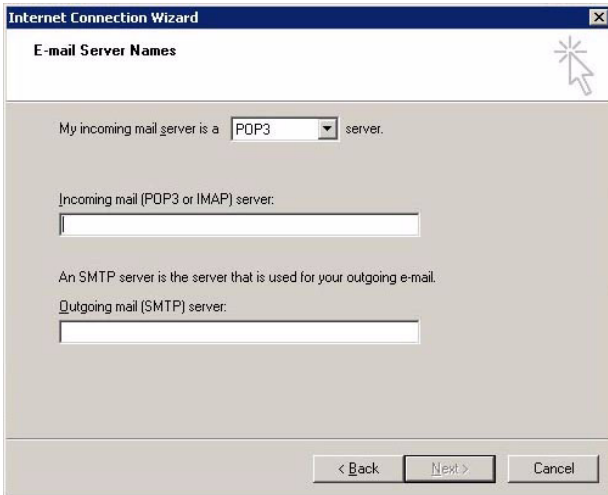 Internet Connection Wizard
E-mail Server Names
My incoming mail server is a POP3 server.
Incoming mail (POP3 or IMAP) server:
An SMTP server is the server that is used for your outgoing e-mail.
Outgoing mail (SMTP) server:
< Back Next > Cancel